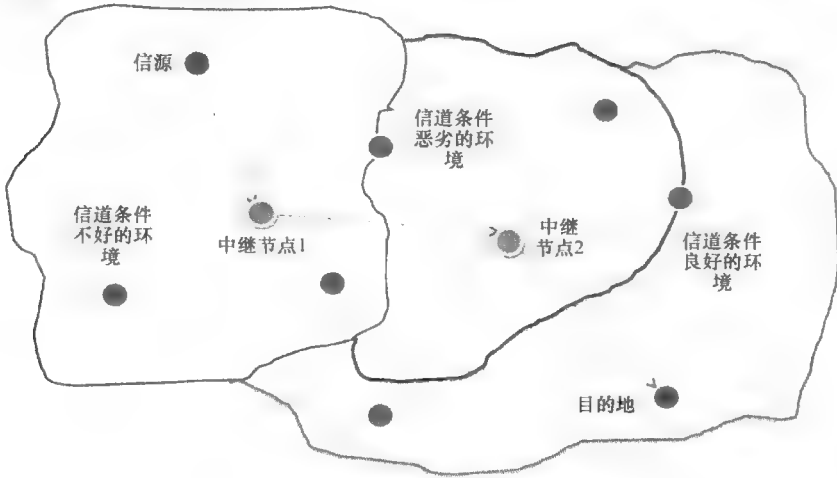 信源
信道条件
恶劣的环
境
信道条件
不好的环
境
中继节点1
中继
节点2
信道条件
良好的环
境
目的地